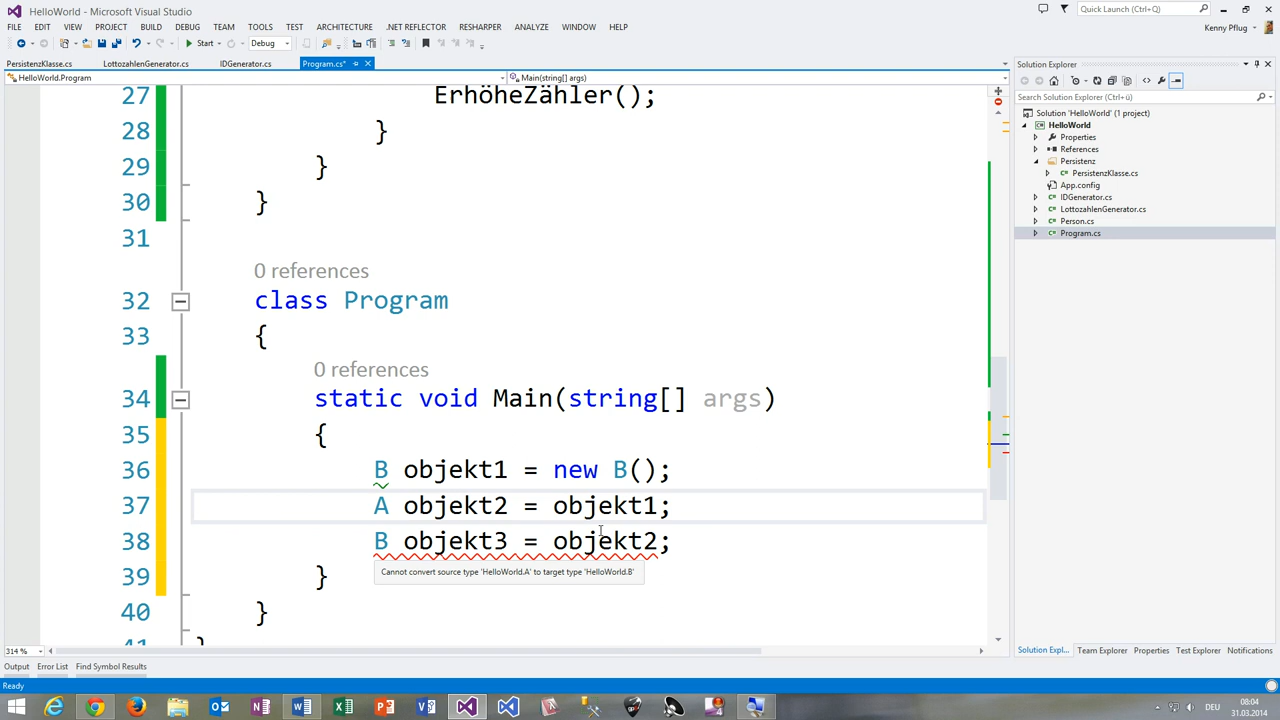 HelloWorld - Microsoft Visual Studio
Quick Launch (Ctrl+Q)
FILE EDIT VIEW PROJECT BUILD DEBUG TEAM TOOLS TEST ARCHITECTURE .NET REFLECTOR RESHARPER ANALYZE WINDOW HELP
Kenny Pflug
Start Debug
PersistenzKlasse.cs LottozahlenGenerator.cs IDGenerator.cs Program.cs*
HelloWorld.Program Main(string[] args)
27 ErhöheZähler();
28 }
29 }
30 }
31
0 references
32 class Program
33 {
0 references
34 static void Main(string[] args)
35 {
36 B objekt1 = new B();
37 A objekt2 = objekt1;
38 B objekt3 = objekt2;
Cannot convert source type 'HelloWorld.A' to target type 'HelloWorld.B'
39 }
40 }
41 }
314 %
Solution Explorer
Search Solution Explorer (Ctrl+ü)
Solution 'HelloWorld' (1 project)
HelloWorld
Properties
References
Persistenz
PersistenzKlasse.cs
App.config
IDGenerator.cs
LottozahlenGenerator.cs
Person.cs
Program.cs
Solution Expl... Team Explorer Properties Test Explorer Notifications
Output Error List Find Symbol Results
Ready
DEU
08:04
31.03.2014